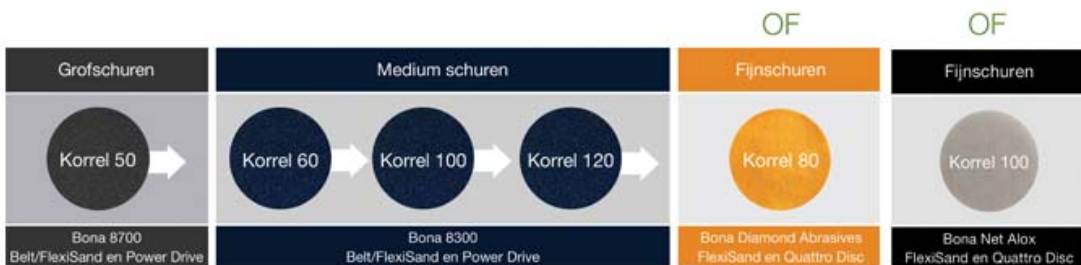 OF
OF
Grofschuren
Medium schuren
Fijnschuren
Fijnschuren
Korrel 50
Korrel 60
Korrel 100
Korrel 120
Korrel 80
Korrel 100
Bona 8700
Belt/FlexiSand en Power Drive
Bona 8300
Belt/FlexiSand en Power Drive
Bona Diamond Abrasives
FlexiSand en Quattro Disc
Bona Net Alox
FlexiSand en Quattro Disc